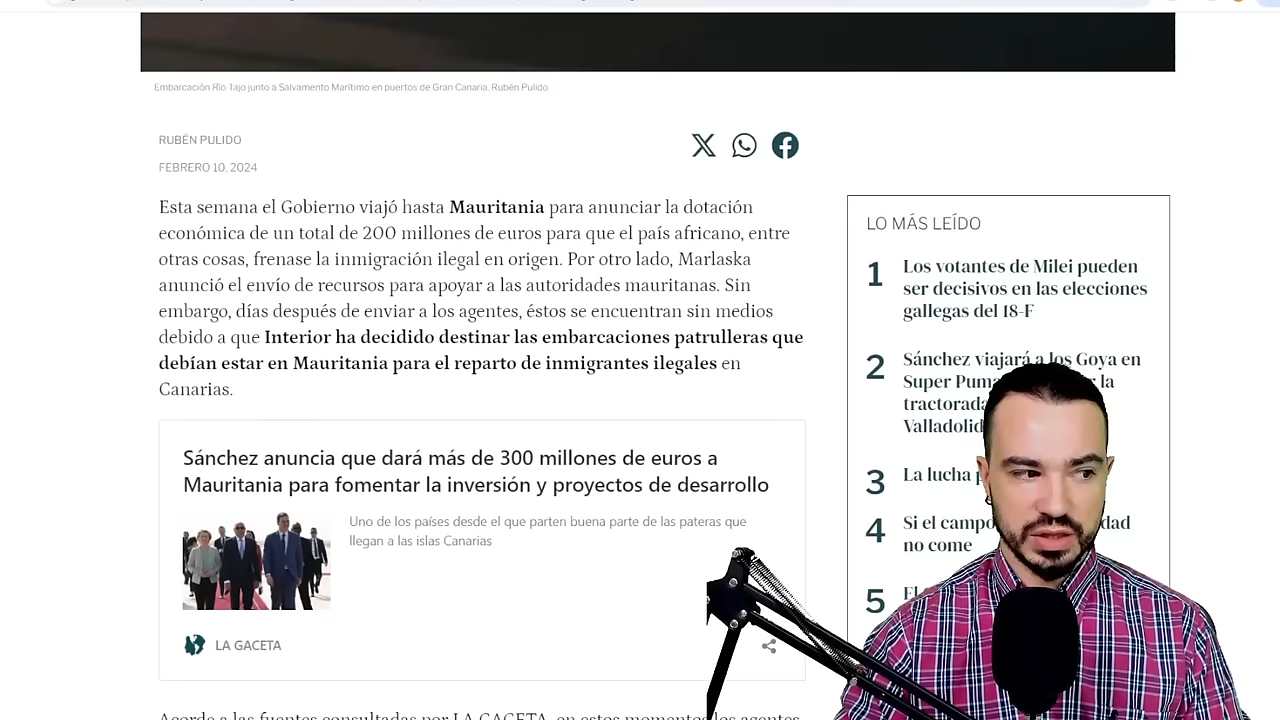 Embarcación Río Tajo junto a Salvamento Marítimo en puertos de Gran Canaria. Rubén Pulido
RUBÉN PULIDO
FEBRERO 10, 2024
Esta semana el Gobierno viajó hasta Mauritania para anunciar la dotación
económica de un total de 200 millones de euros para que el país africano, entre
otras cosas, frenase la inmigración ilegal en origen. Por otro lado, Marlaska
anunció el envío de recursos para apoyar a las autoridades mauritanas. Sin
embargo, días después de enviar a los agentes, éstos se encuentran sin medios
debido a que Interior ha decidido destinar las embarcaciones patrulleras que
debían estar en Mauritania para el reparto de inmigrantes ilegales en
Canarias.
Sánchez anuncia que dará más de 300 millones de euros a
Mauritania para fomentar la inversión y proyectos de desarrollo
Uno de los países desde el que parten buena parte de las pateras que
llegan a las islas Canarias
LA GACETA
Acorde a las fuentes consultadas por LA GACETA, en estos momentos los agentes
LO MÁS LEÍDO
1 Los votantes de Milei pueden
ser decisivos en las elecciones
gallegas del 18-F
2 Sánchez viajará a los Goya en
Super Puma la
tractorada
Valladolid
3 La lucha
4 Si el campo dad
no come
5